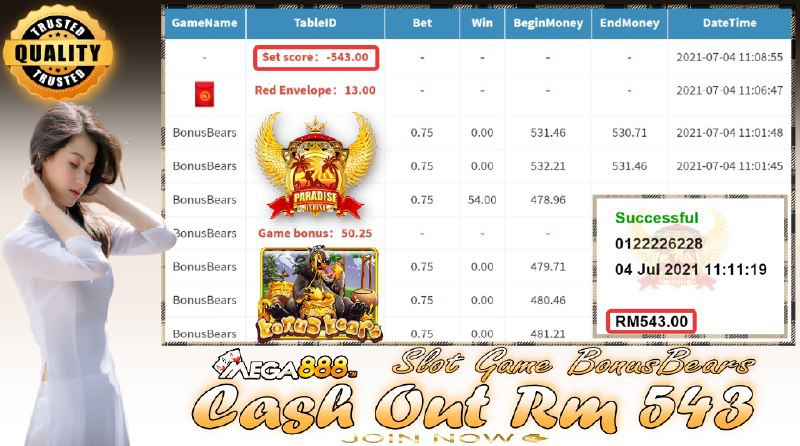 TRUSTED
QUALITY
TRUSTED
GameName TableID Bet Win BeginMoney EndMoney DateTime
- Set score: -543.00 - - - - 2021-07-04 11:08:55
Red Envelope: 13.00 - - - - 2021-07-04 11:06:47
BonusBears 0.75 0.00 531.46 530.71 2021-07-04 11:01:48
BonusBears 0.75 0.00 532.21 531.46 2021-07-04 11:01:45
BonusBears 0.75 54.00 478.96
PARADISE
BonusBears Game bonus: 50.25 - - -
BonusBears 0.75 0.00 479.71
BonusBears 0.75 0.00 480.46
BonusBears 0.75 0.00 481.21
bonus bears
Successful
0122226228
04 Jul 2021 11:11:19
RM543.00
MEGA888 Slot Game BonusBears
Cash Out Rm 543
JOIN NOW